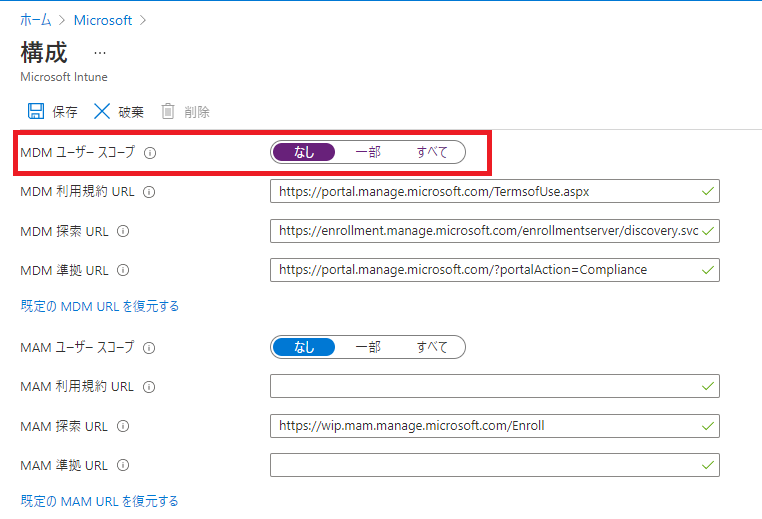 ホーム > Microsoft >
構成 …
Microsoft Intune
保存 破棄 削除
MDM ユーザー スコープ なし 一部 すべて
MDM 利用規約 URL https://portal.manage.microsoft.com/TermsofUse.aspx
MDM 探索 URL https://enrollment.manage.microsoft.com/enrollmentserver/discovery.svc
MDM 準拠 URL https://portal.manage.microsoft.com/?portalAction=Compliance
既定の MDM URL を復元する
MAM ユーザー スコープ なし 一部 すべて
MAM 利用規約 URL
MAM 探索 URL https://wip.mam.manage.microsoft.com/Enroll
MAM 準拠 URL
既定の MAM URL を復元する